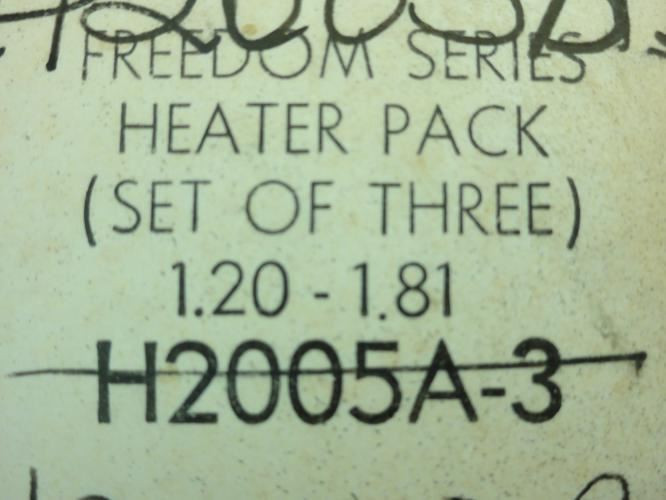 FREEDOM SERIES
HEATER PACK
(SET OF THREE)
1.20 - 1.81
H2005A-3